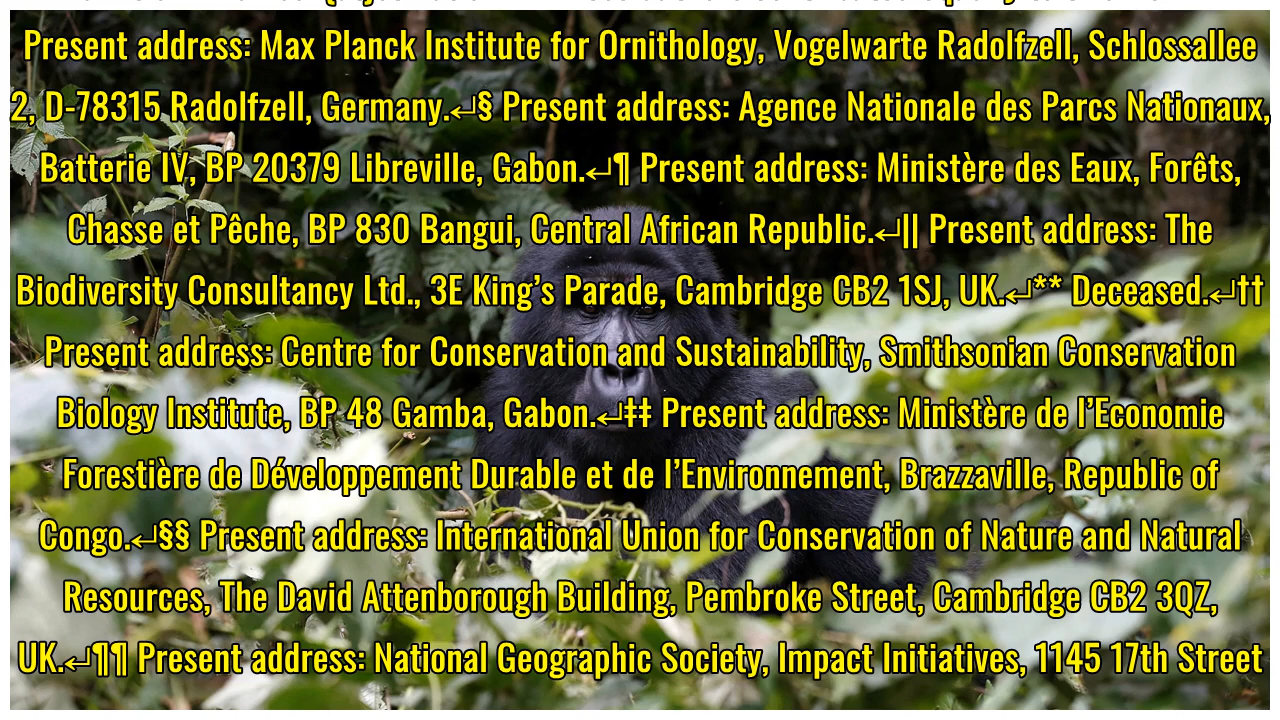 Present address: Max Planck Institute for Ornithology, Vogelwarte Radolfzell, Schlossallee
2, D-78315 Radolfzell, Germany.↵§ Present address: Agence Nationale des Parcs Nationaux,
Batterie IV, BP 20379 Libreville, Gabon.↵¶ Present address: Ministère des Eaux, Forêts,
Chasse et Pêche, BP 830 Bangui, Central African Republic.↵|| Present address: The
Biodiversity Consultancy Ltd., 3E King’s Parade, Cambridge CB2 1SJ, UK.↵** Deceased.↵††
Present address: Centre for Conservation and Sustainability, Smithsonian Conservation
Biology Institute, BP 48 Gamba, Gabon.↵‡‡ Present address: Ministère de l’Economie
Forestière de Développement Durable et de l’Environnement, Brazzaville, Republic of
Congo.↵§§ Present address: International Union for Conservation of Nature and Natural
Resources, The David Attenborough Building, Pembroke Street, Cambridge CB2 3QZ,
UK.↵¶¶ Present address: National Geographic Society, Impact Initiatives, 1145 17th Street